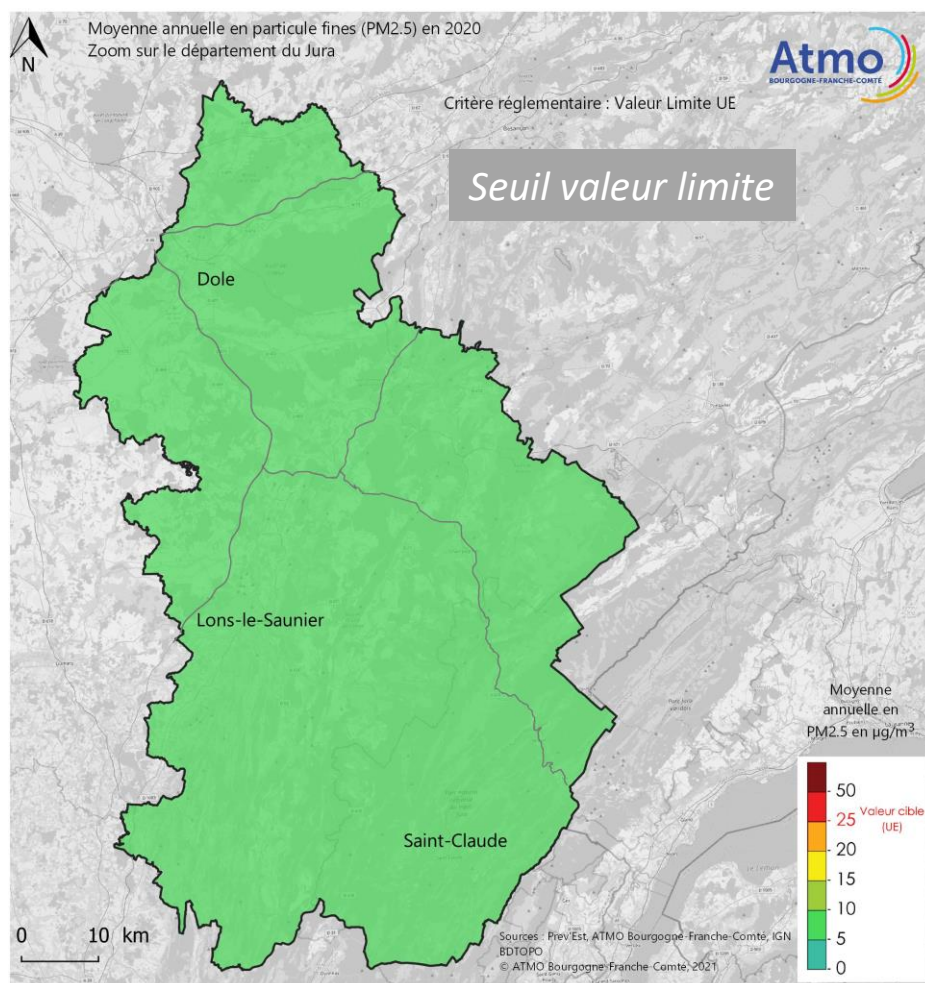 Moyenne annuelle en particule fines (PM2.5) en 2020
Zoom sur le département du Jura
N
Atmo
BOURGOGNE-FRANCHE-COMTÉ
Critère réglementaire : Valeur Limite UE
Seuil valeur limite
Dole
Lons-le-Saunier
Saint-Claude
Moyenne
annuelle en
PM2.5 en µg/m³
50
25 Valeur cible
(UE)
20
15
10
5
0
0 10 km
Sources : Prev'Est, ATMO Bourgogne-Franche-Comté, IGN
BDTOPO
© ATMO Bourgogne-Franche-Comté, 2021